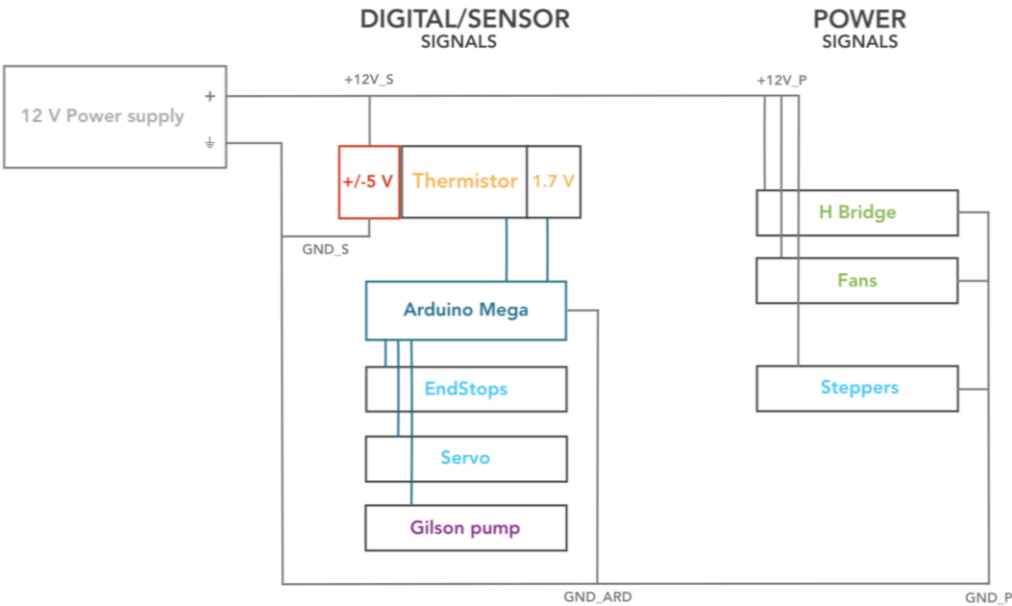 DIGITAL/SENSOR
SIGNALS
POWER
SIGNALS
+12V_S
+12V_P
+
12 V Power supply
+/-5 V
Thermistor
1.7 V
H Bridge
GND_S
Fans
Arduino Mega
EndStops
Steppers
Servo
Gilson pump
GND_ARD
GND_P